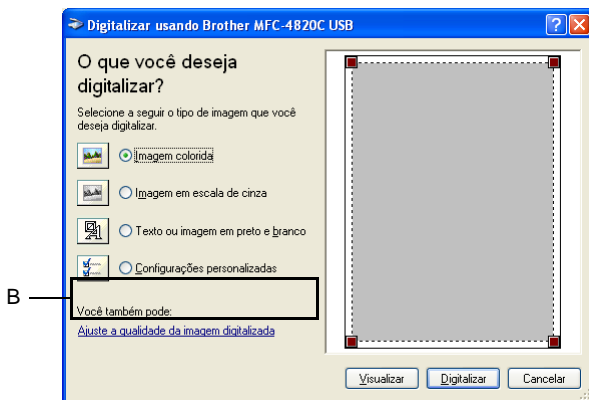 Digitalizar usando Brother MFC-4820C USB
O que você deseja
digitalizar?
Selecione a seguir o tipo de imagem que você
deseja digitalizar.
Imagem colorida
Imagem em escala de cinza
Texto ou imagem em preto e branco
Configurações personalizadas
B
Você também pode:
Ajuste a qualidade da imagem digitalizada
Visualizar Digitalizar Cancelar